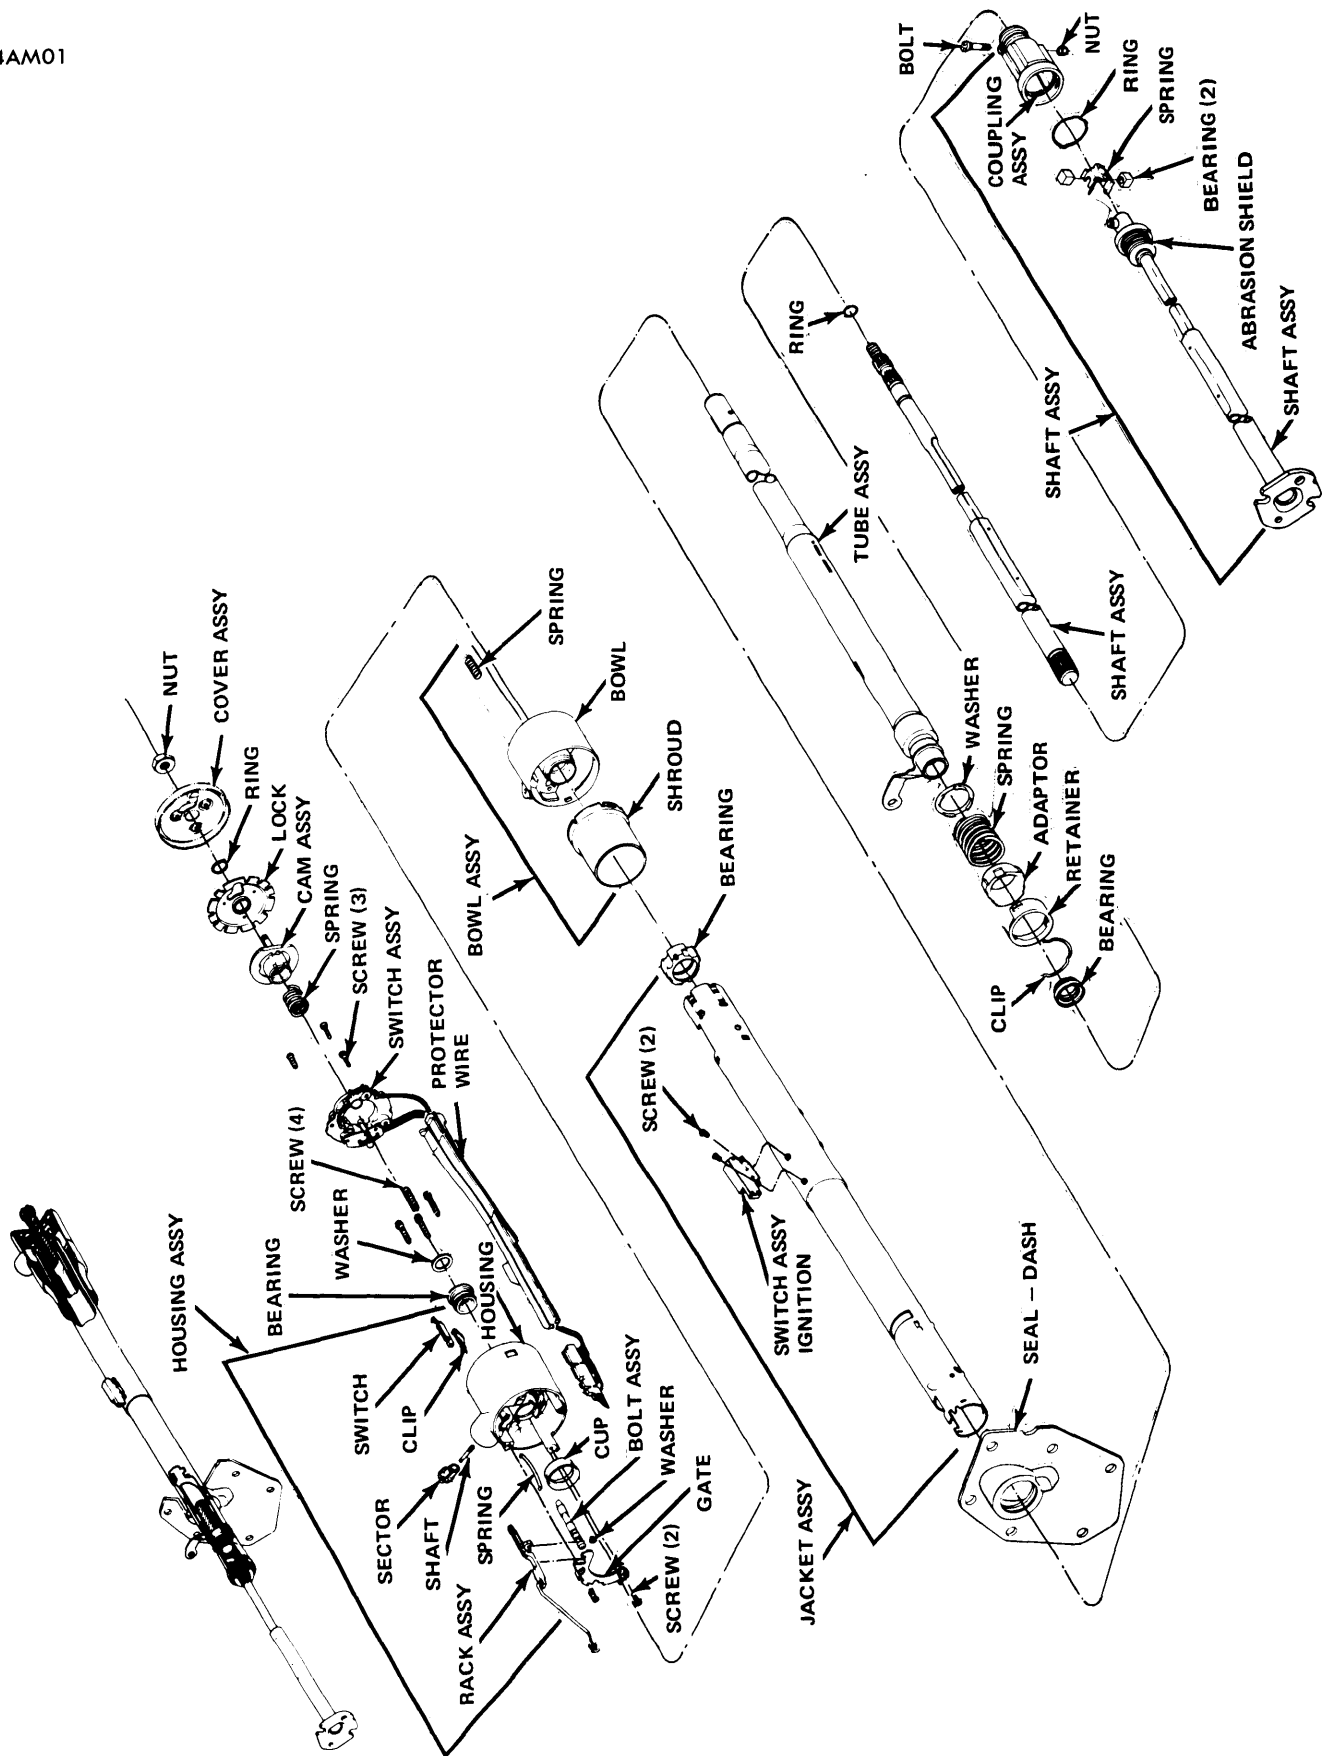 4AM01
NUT
COVER ASSY
RING
LOCK
CAM ASSY
SPRING
SCREW (3)
SWITCH ASSY
PROTECTOR
WIRE
SCREW (4)
WASHER
BEARING
HOUSING ASSY
HOUSING
SWITCH
CLIP
SECTOR
SHAFT
SPRING
RACK ASSY
CUP
BOLT ASSY
WASHER
GATE
SCREW (2)
SPRING
BOWL
SHROUD
BOWL ASSY
BEARING
SCREW (2)
SWITCH ASSY
IGNITION
JACKET ASSY
SEAL – DASH
TUBE ASSY
WASHER
SPRING
ADAPTOR
RETAINER
BEARING
CLIP
RING
SHAFT ASSY
SHAFT ASSY
BOLT
NUT
COUPLING
ASSY
RING
SPRING
BEARING (2)
ABRASION SHIELD
SHAFT ASSY